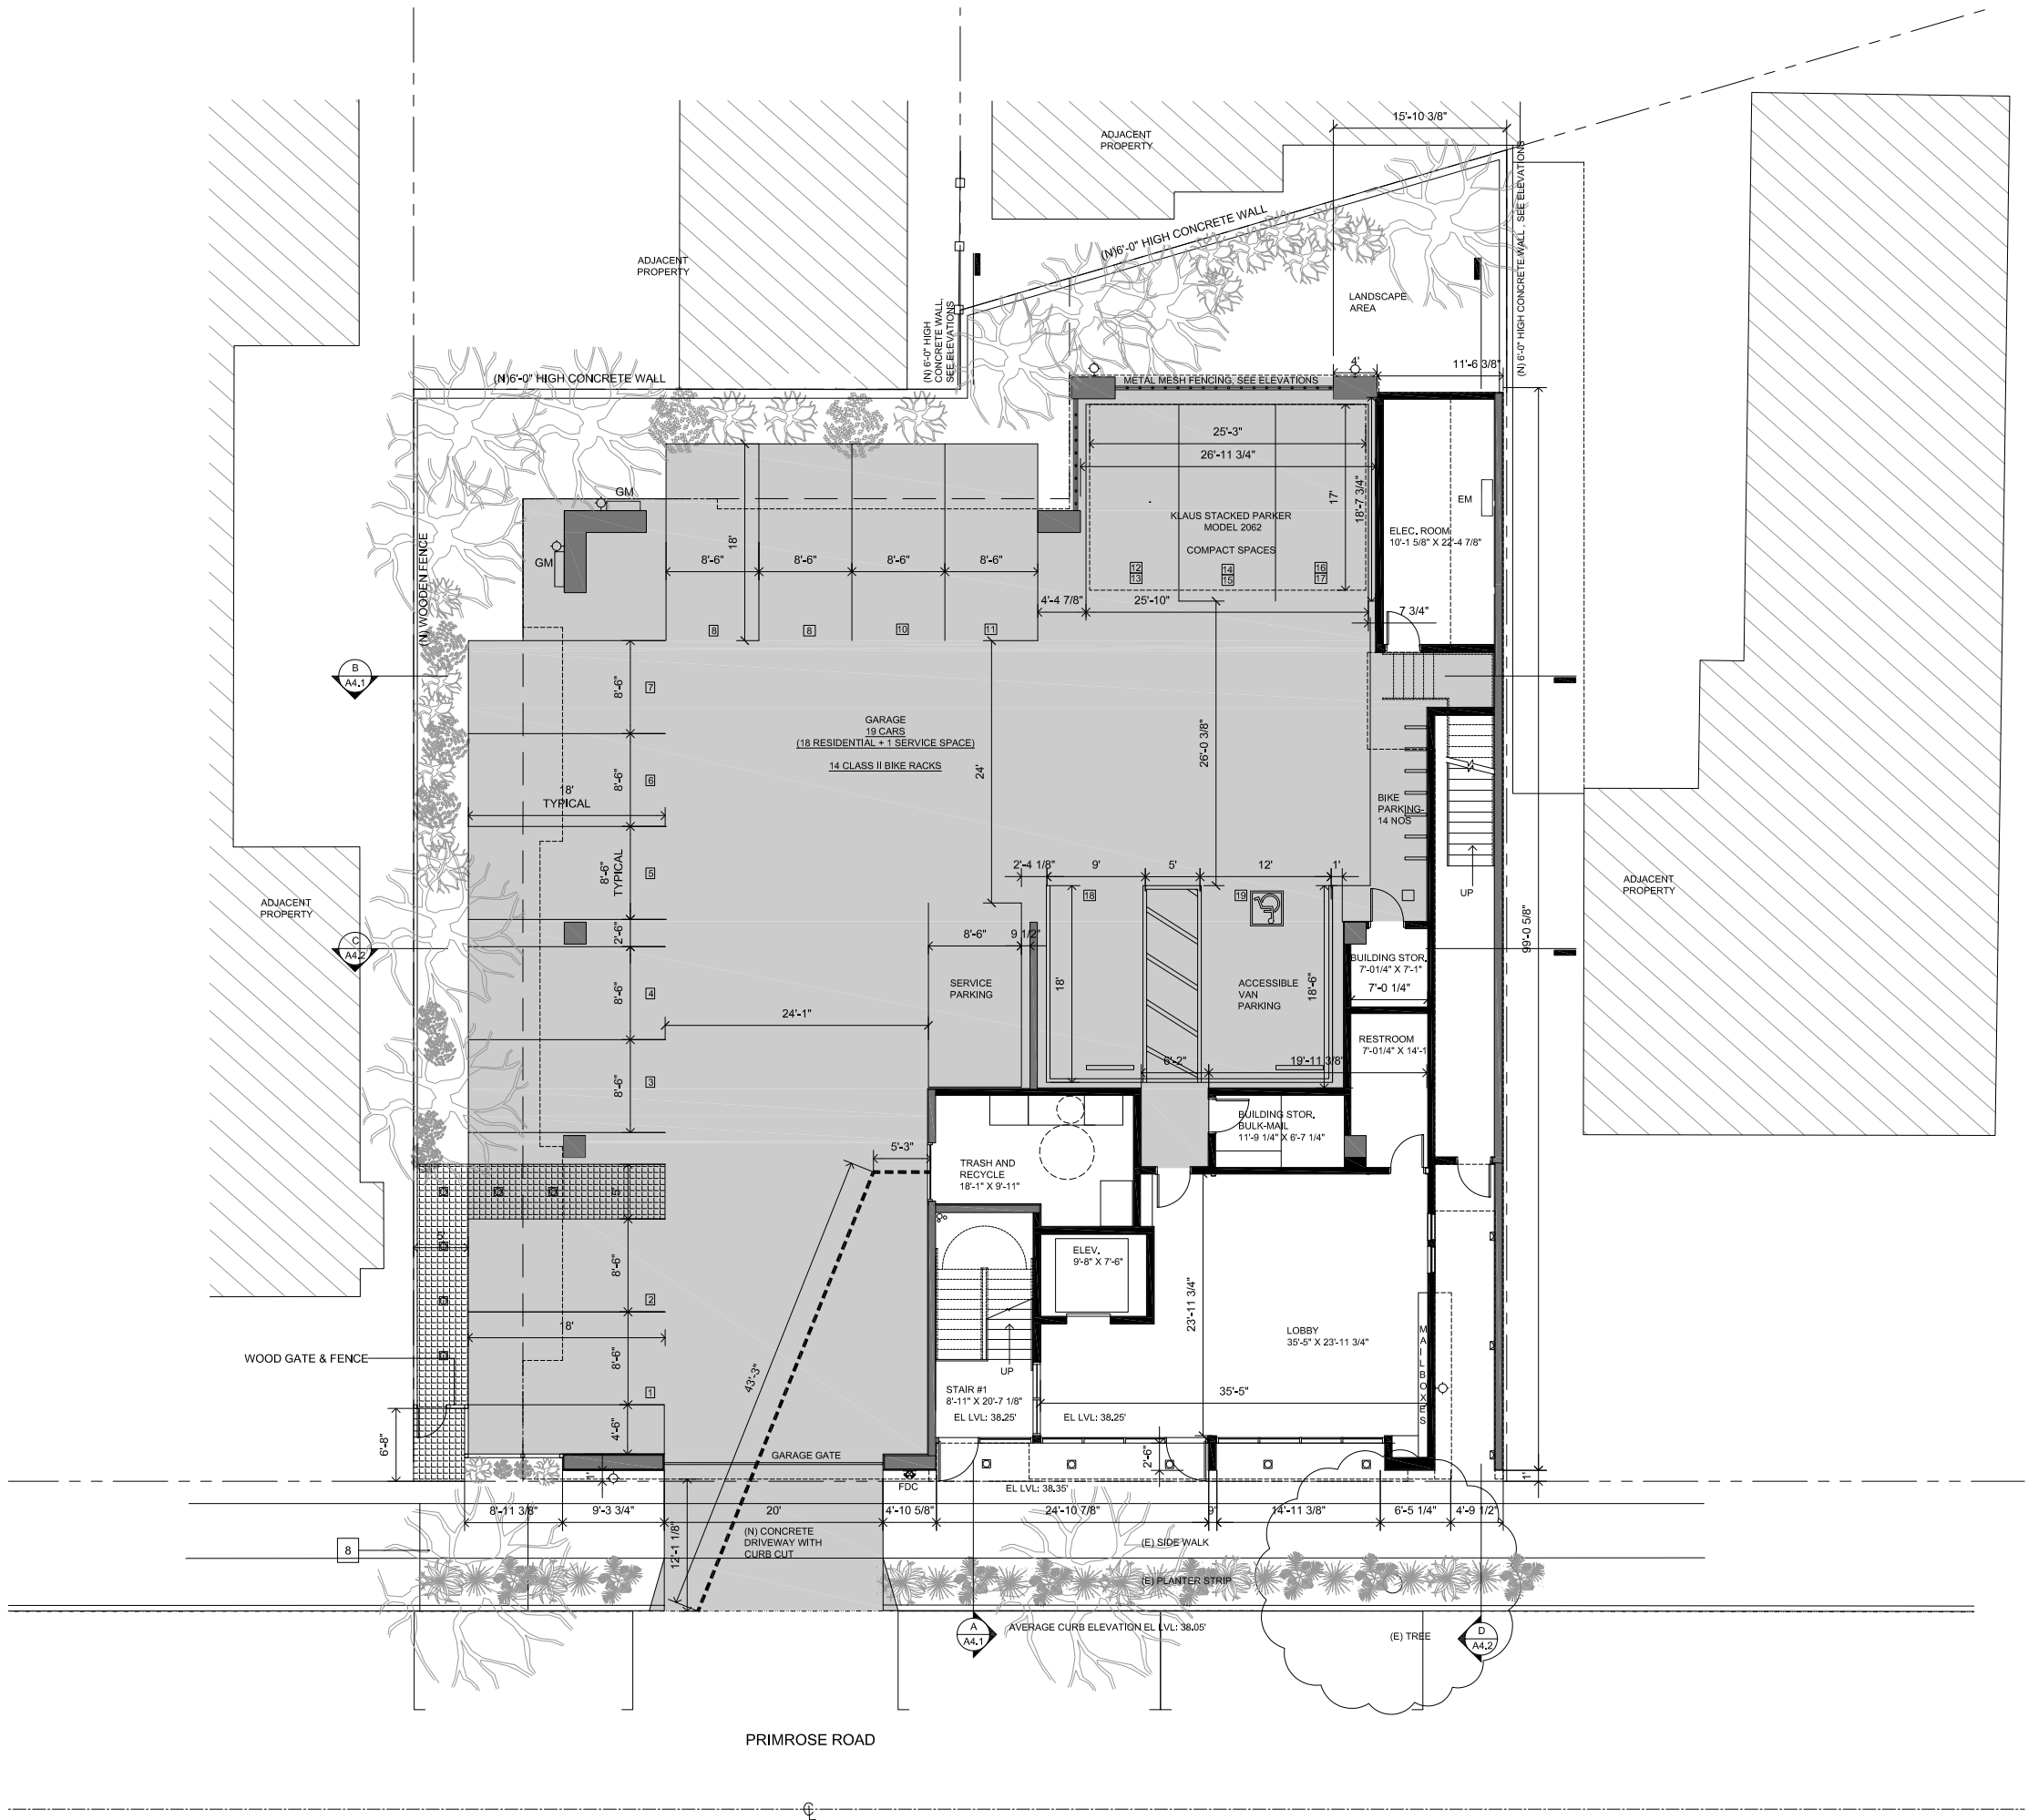 15'-10 3/8"
ADJACENT
PROPERTY
(N)6'-0" HIGH CONCRETE WALL
(N) 6'-0" HIGH CONCRETE WALL , SEE ELEVATIONS
ADJACENT
PROPERTY
LANDSCAPE
AREA
(N) 6'-0" HIGH
CONCRETE WALL,
SEE ELEVATIONS
(N)6'-0" HIGH CONCRETE WALL
4'
11'-6 3/8"
METAL MESH FENCING, SEE ELEVATIONS
25'-3"
26'-11 3/4"
17'
18'-7 3/4"
GM
GM
EM
KLAUS STACKED PARKER
MODEL 2062
COMPACT SPACES
ELEC. ROOM
10'-1 5/8" X 22'-4 7/8"
(N) WOODEN FENCE
18'
8'-6"
8'-6"
8'-6"
8'-6"
12
13
14
15
16
17
4'-4 7/8"
25'-10"
7 3/4"
8
8
10
11
B
A4.1
8'-6"
7
GARAGE
19 CARS
(18 RESIDENTIAL + 1 SERVICE SPACE)
14 CLASS II BIKE RACKS
24'
26'-0 3/8"
8'-6"
6
18'
TYPICAL
BIKE
PARKING-
14 NOS
8'-6"
TYPICAL
5
2'-4 1/8"
9'
5'
12'
1'
UP
ADJACENT
PROPERTY
ADJACENT
PROPERTY
18
19
99'-0 5/8"
C
A4.2
2'-6"
8'-6"
9 1/2"
BUILDING STOR.
7'-01/4" X 7'-1"
7'-0 1/4"
8'-6"
4
SERVICE
PARKING
18'
ACCESSIBLE
VAN
PARKING
18'-6"
24'-1"
RESTROOM
7'-01/4" X 14'-1
8'-6"
3
6'-2"
19'-11 3/8"
BUILDING STOR.
BULK-MAIL
11'-9 1/4" X 6'-7 1/4"
5'-3"
TRASH AND
RECYCLE
18'-1" X 9'-11"
5'
5'
ELEV.
9'-8" X 7'-6"
8'-6"
2
23'-11 3/4"
18'
LOBBY
35'-5" X 23'-11 3/4"
MAILBOXES
WOOD GATE & FENCE
8'-6"
1
43'-3"
UP
STAIR #1
8'-11" X 20'-7 1/8"
35'-5"
EL LVL: 38.25'
EL LVL: 38.25'
4'-6"
6'-8"
GARAGE GATE
2'-6"
1'
1'
FDC
EL LVL: 38.35'
8'-11 3/8"
9'-3 3/4"
20'
4'-10 5/8"
24'-10 7/8"
9'
14'-11 3/8"
6'-5 1/4"
4'-9 1/2"
12'-1 1/8"
(N) CONCRETE
DRIVEWAY WITH
CURB CUT
(E) SIDE WALK
8
(E) PLANTER STRIP
A
A4.1
AVERAGE CURB ELEVATION EL LVL: 38.05'
(E) TREE
D
A4.2
PRIMROSE ROAD